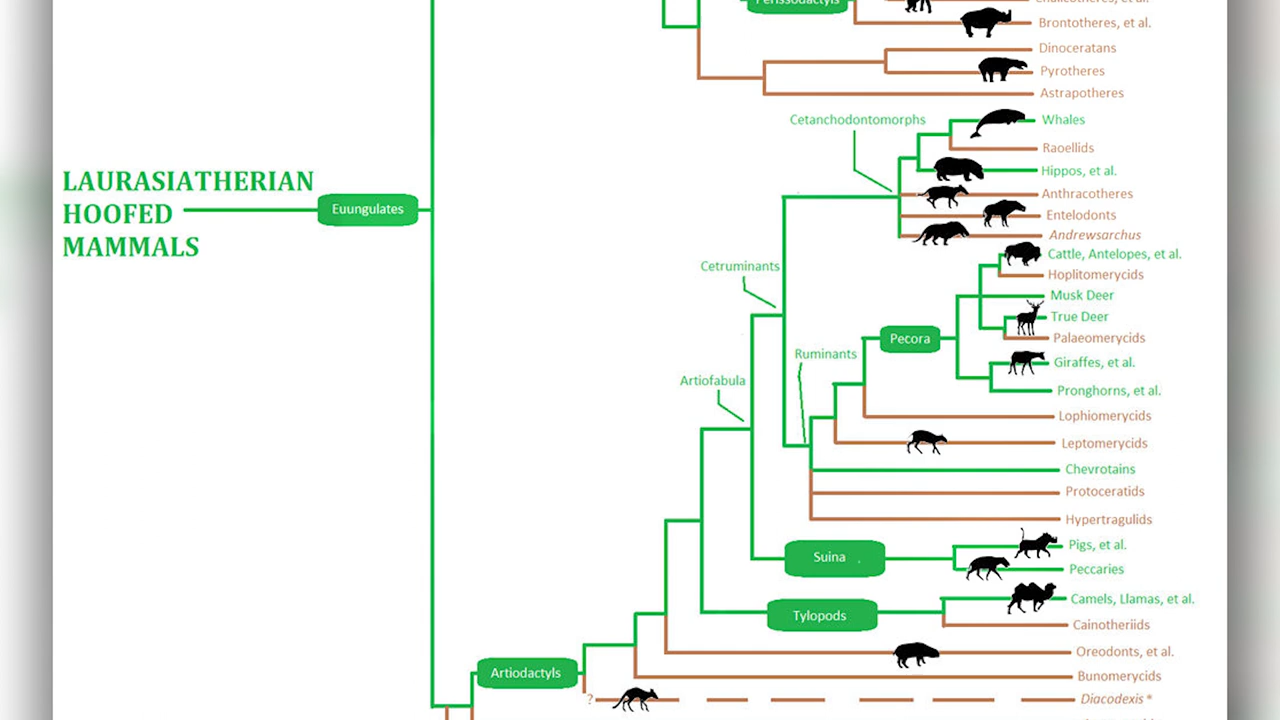 Chalicotheres, et al.
Perissodactyls
Brontotheres, et al.
Dinoceratans
Pyrotheres
Astrapotheres
Cetanchodontomorphs
Whales
Raoellids
Hippos, et al.
Anthracotheres
Entelodonts
Andrewsarchus
LAURASIATHERIAN
HOOFED
MAMMALS
Euungulates
Cattle, Antelopes, et al.
Hoplitomerycids
Cetruminants
Musk Deer
True Deer
Pecora
Palaeomerycids
Ruminants
Giraffes, et al.
Artiofabula
Pronghorns, et al.
Lophiomerycids
Leptomerycids
Chevrotains
Protoceratids
Hypertragulids
Pigs, et al.
Suina
Peccaries
Camels, Llamas, et al.
Tylopods
Cainotheriids
Oreodonts, et al.
Artiodactyls
Bunomerycids
? Diacodexis *